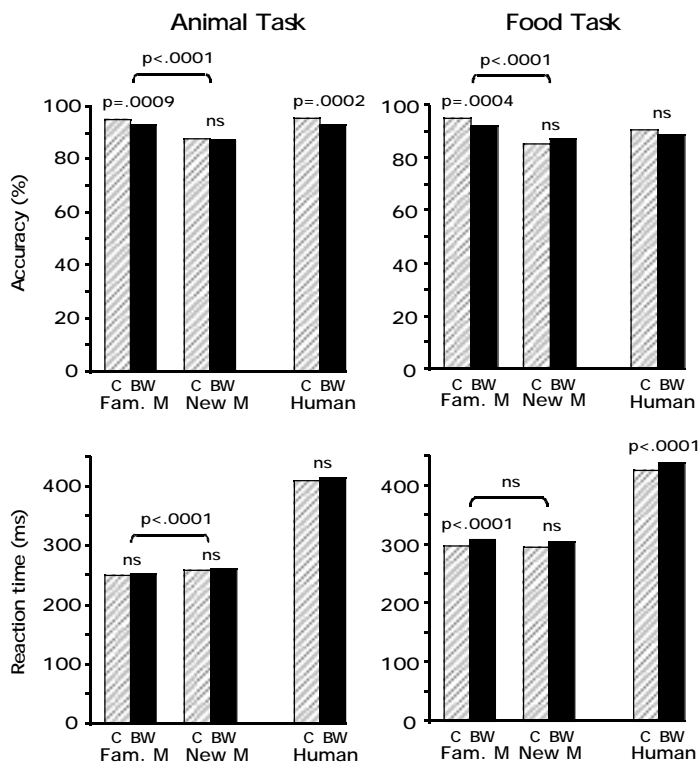 Animal Task
Food Task
p<.0001
p<.0001
100
p=.0009
ns
p=.0002
80
60
40
20
0
Accuracy (%)
C BW
C BW
C BW
Fam. M
New M
Human
100
p=.0004
ns
ns
80
60
40
20
0
C BW
C BW
C BW
Fam. M
New M
Human
400
300
200
100
0
Reaction time (ms)
p<.0001
ns
ns
ns
C BW
C BW
C BW
Fam. M
New M
Human
400
300
200
100
0
ns
p<.0001
ns
p<.0001
C BW
C BW
C BW
Fam. M
New M
Human